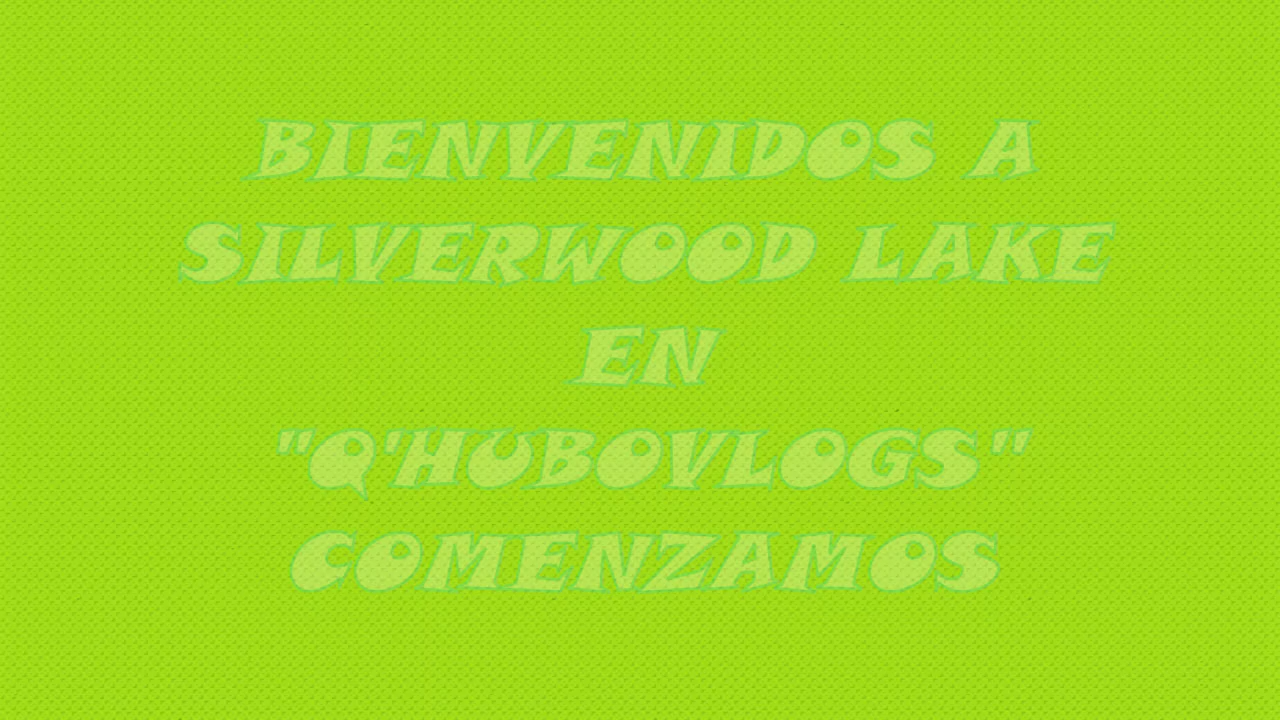 BIENVENIDOS A
SILVERWOOD LAKE
EN
"Q'HUBOVLOGS"
COMENZAMOS